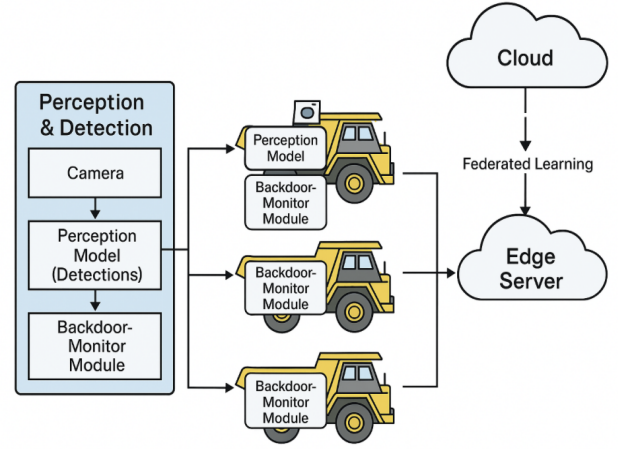 Perception
& Detection
Camera
Perception
Model
(Detections)
Backdoor-
Monitor
Module
Perception
Model
Backdoor-
Monitor
Module
Backdoor-
Monitor
Module
Backdoor-
Monitor
Module
Cloud
Federated Learning
Edge
Server